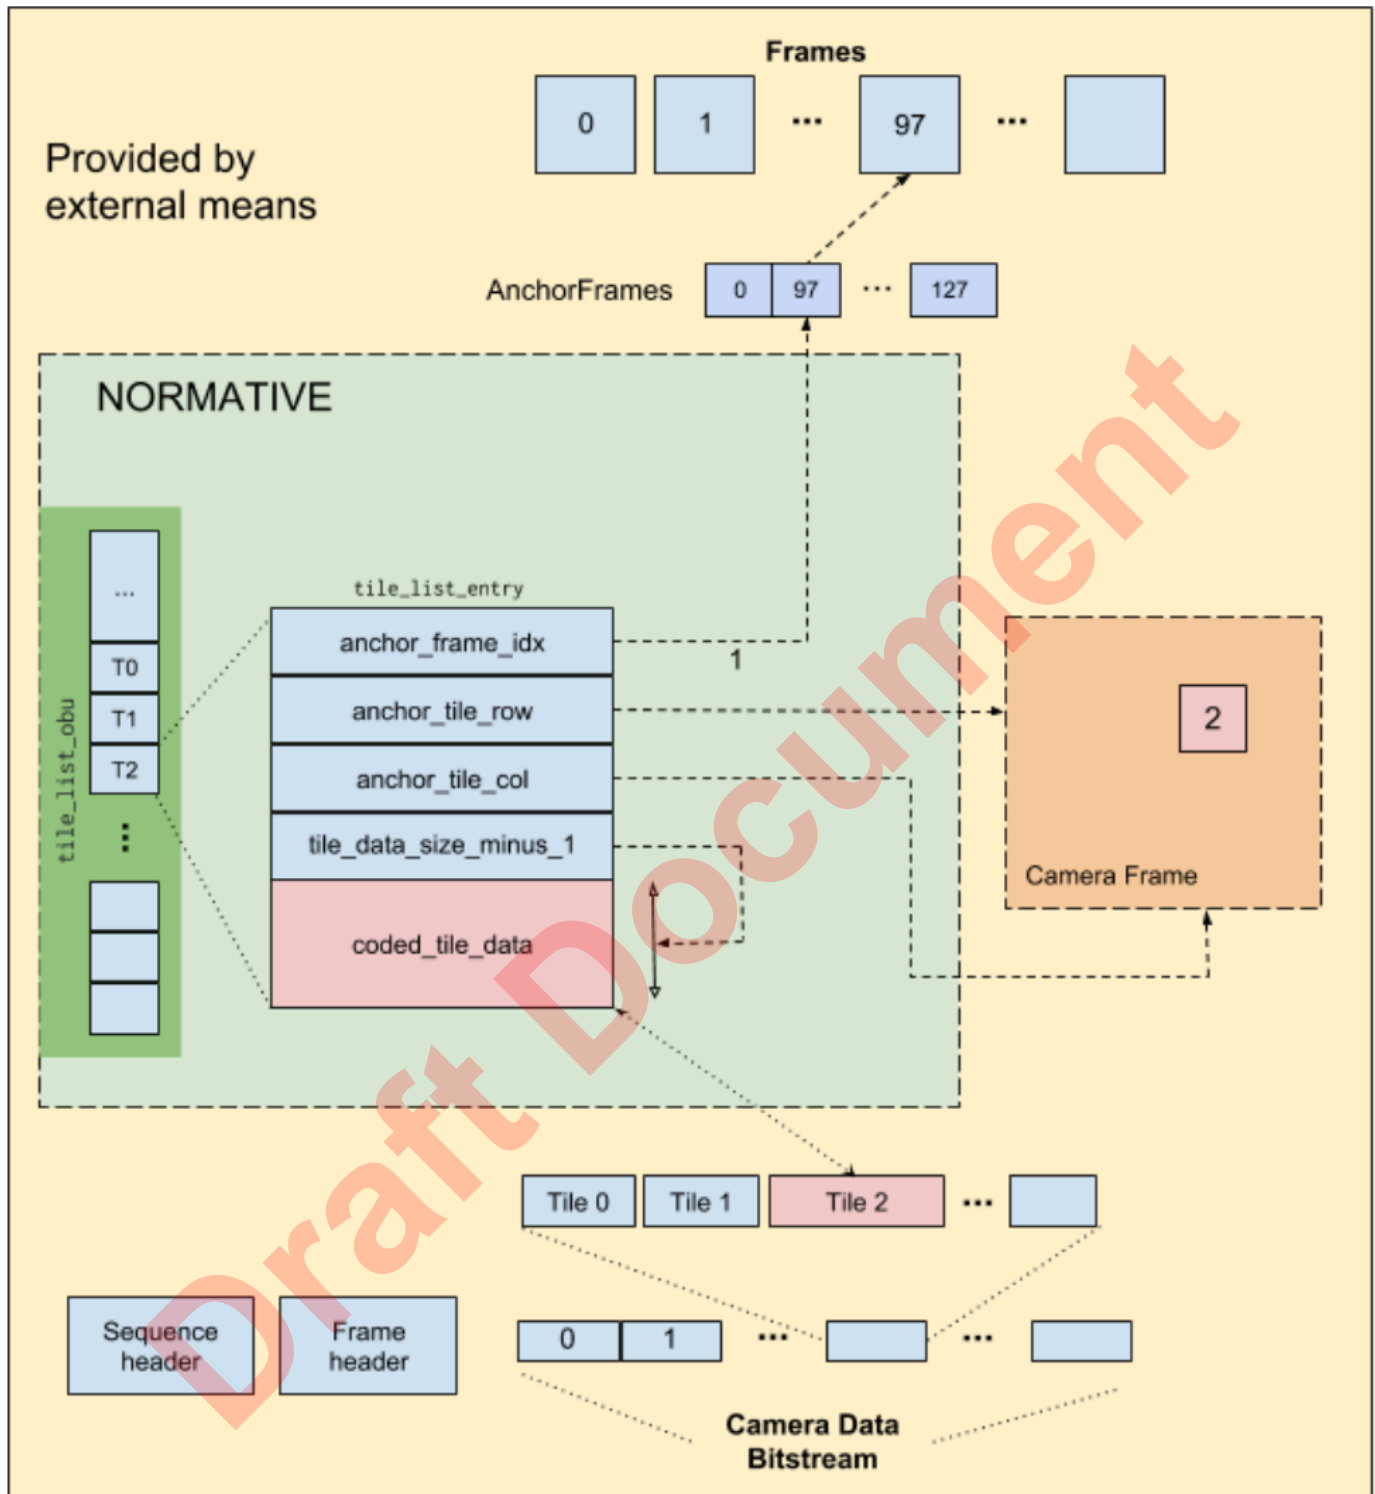 Frames
0 1 ... 97 ...
Provided by
external means
AnchorFrames 0 97 ... 127
NORMATIVE
tile_list_entry
...
T0
T1
T2
...
tile_list_obu
anchor_frame_idx
1
anchor_tile_row
anchor_tile_col
tile_data_size_minus_1
coded_tile_data
2
Camera Frame
Tile 0 Tile 1 Tile 2 ...
Sequence
header
Frame
header
0 1 ... ...
Camera Data
Bitstream
Draft Document